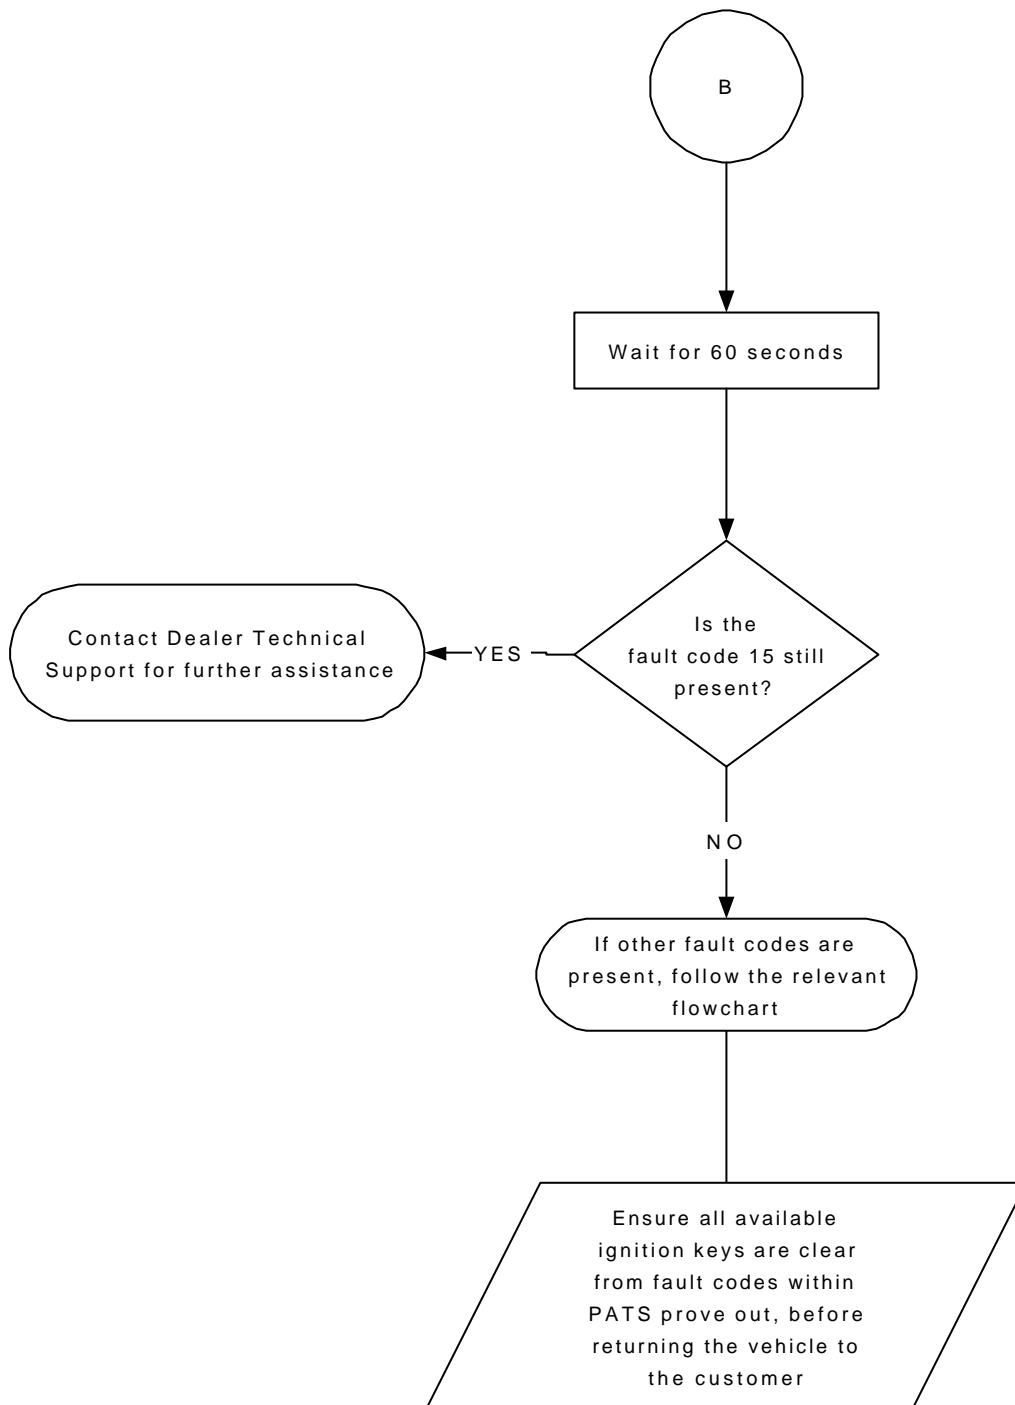 B
Wait for 60 seconds
Is the
fault code 15 still
present?
YES
Contact Dealer Technical
Support for further assistance
NO
If other fault codes are
present, follow the relevant
flowchart
Ensure all available
ignition keys are clear
from fault codes within
PATS prove out, before
returning the vehicle to
the customer